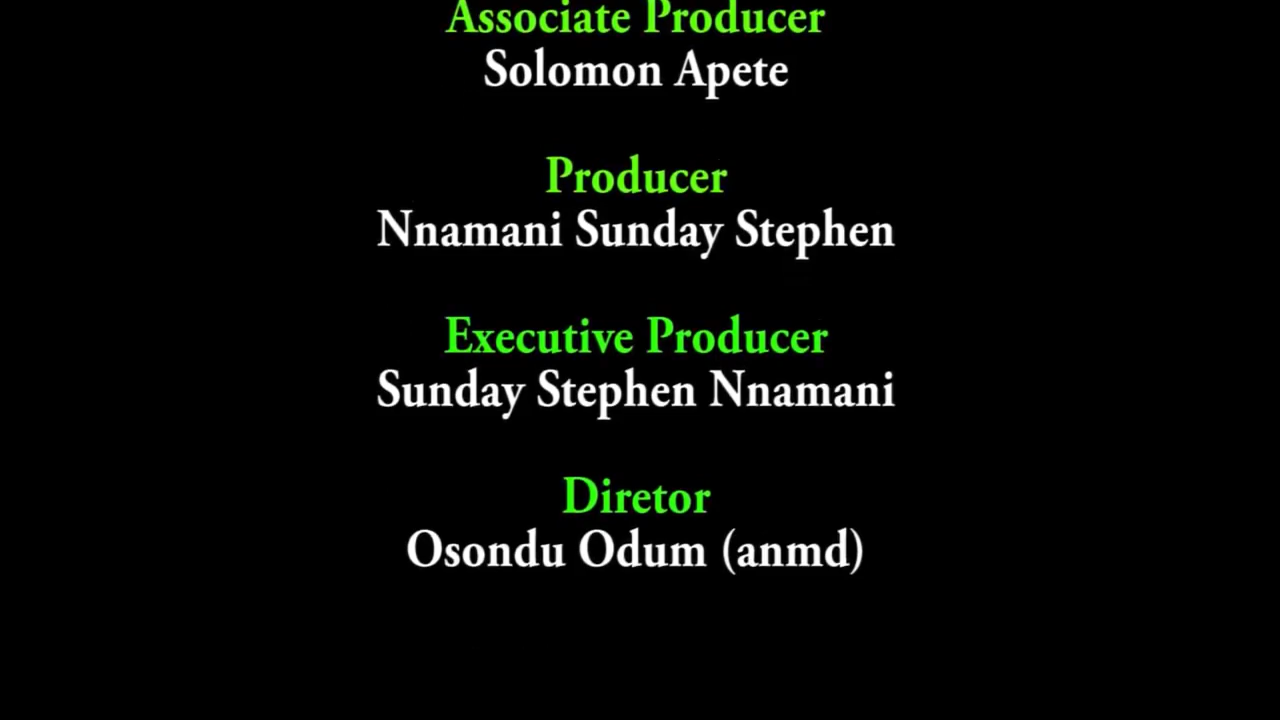 Associate Producer
Solomon Apete
Producer
Nnamani Sunday Stephen
Executive Producer
Sunday Stephen Nnamani
Diretor
Osondu Odum (anmd)